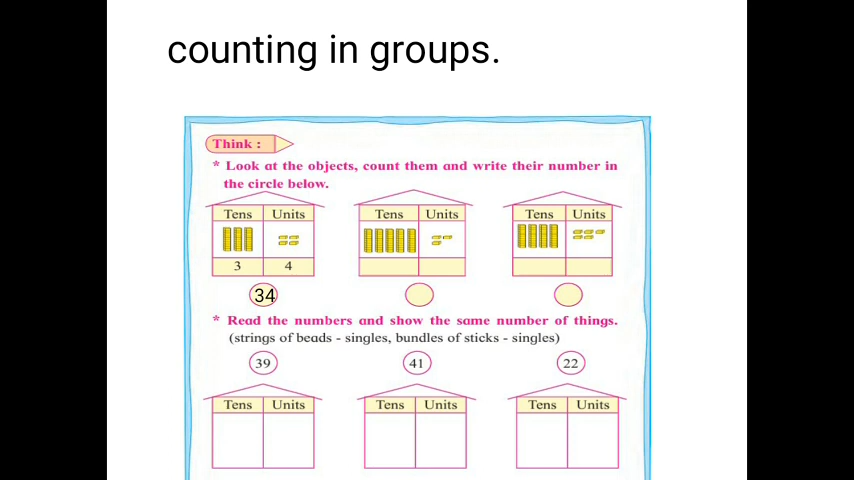 counting in groups.
Think :
* Look at the objects, count them and write their number in
the circle below.
Tens Units Tens Units Tens Units
3 4
34
* Read the numbers and show the same number of things.
(strings of beads - singles, bundles of sticks - singles)
39 41 22
Tens Units Tens Units Tens Units